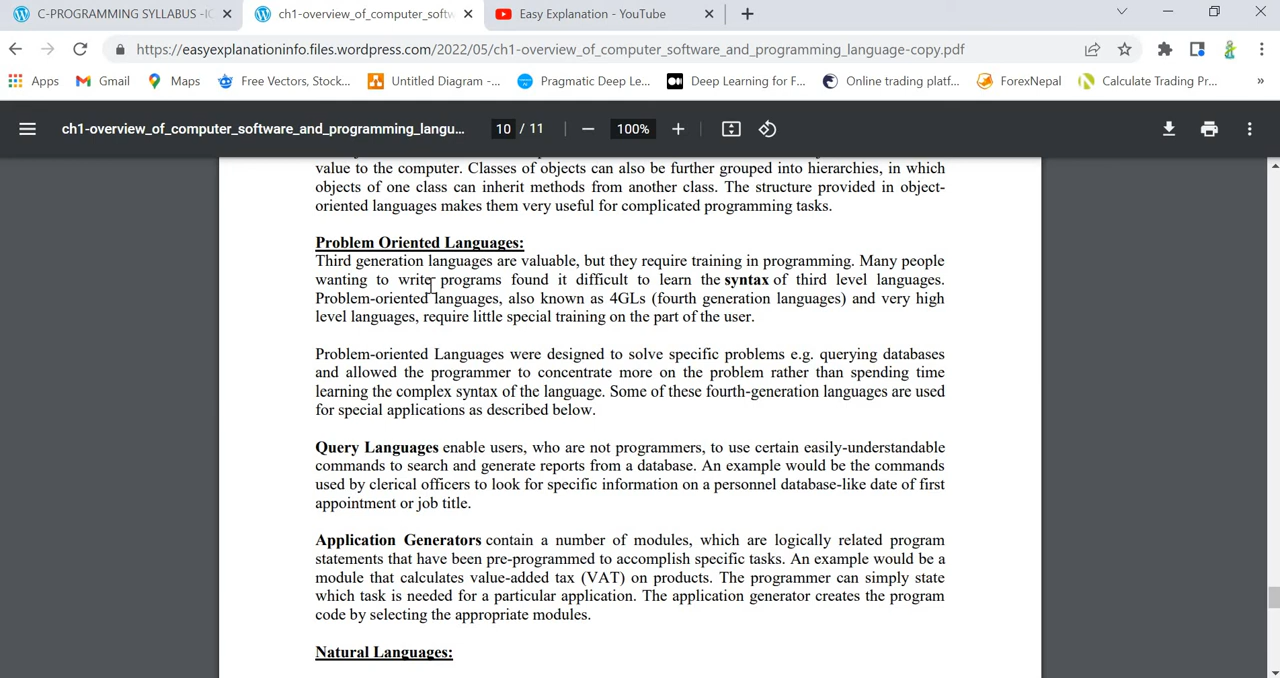 C-PROGRAMMING SYLLABUS -IC
ch1-overview_of_computer_softw
Easy Explanation - YouTube
https://easyexplanationinfo.files.wordpress.com/2022/05/ch1-overview_of_computer_software_and_programming_language-copy.pdf
Apps Gmail Maps Free Vectors, Stock... Untitled Diagram -... Pragmatic Deep Le... Deep Learning for F... Online trading platf... ForexNepal Calculate Trading Pr... »
ch1-overview_of_computer_software_and_programming_langu... 10 / 11 100%
value to the computer. Classes of objects can also be further grouped into hierarchies, in which
objects of one class can inherit methods from another class. The structure provided in object-
oriented languages makes them very useful for complicated programming tasks.
Problem Oriented Languages:
Third generation languages are valuable, but they require training in programming. Many people
wanting to write programs found it difficult to learn the syntax of third level languages.
Problem-oriented languages, also known as 4GLs (fourth generation languages) and very high
level languages, require little special training on the part of the user.
Problem-oriented Languages were designed to solve specific problems e.g. querying databases
and allowed the programmer to concentrate more on the problem rather than spending time
learning the complex syntax of the language. Some of these fourth-generation languages are used
for special applications as described below.
Query Languages enable users, who are not programmers, to use certain easily-understandable
commands to search and generate reports from a database. An example would be the commands
used by clerical officers to look for specific information on a personnel database-like date of first
appointment or job title.
Application Generators contain a number of modules, which are logically related program
statements that have been pre-programmed to accomplish specific tasks. An example would be a
module that calculates value-added tax (VAT) on products. The programmer can simply state
which task is needed for a particular application. The application generator creates the program
code by selecting the appropriate modules.
Natural Languages: